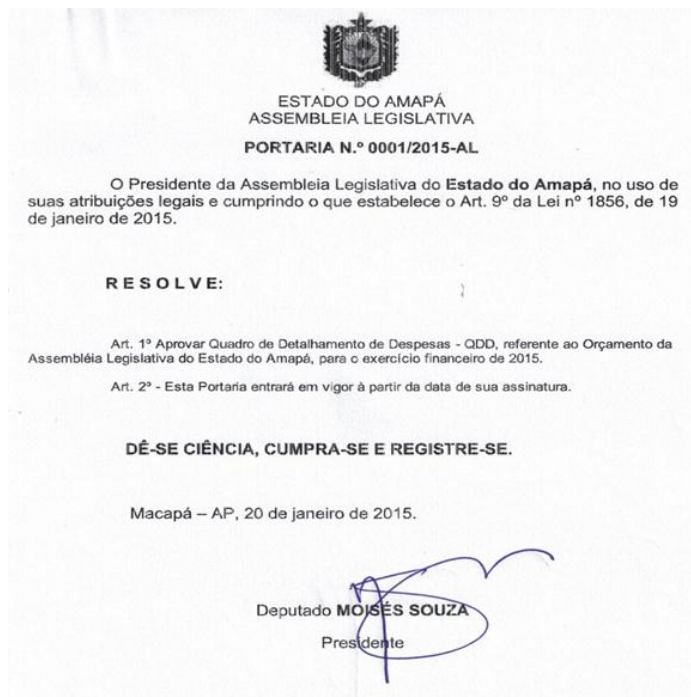 ESTADO DO AMAPÁ
ASSEMBLEIA LEGISLATIVA
PORTARIA N.º 0001/2015-AL
O Presidente da Assembleia Legislativa do Estado do Amapá, no uso de
suas atribuições legais e cumprindo o que estabelece o Art. 9º da Lei nº 1856, de 19
de janeiro de 2015.
R E S O L V E:
Art. 1º Aprovar Quadro de Detalhamento de Despesas - QDD, referente ao Orçamento da
Assembléia Legislativa do Estado do Amapá, para o exercício financeiro de 2015.
Art. 2º - Esta Portaria entrará em vigor à partir da data de sua assinatura.
DÊ-SE CIÊNCIA, CUMPRA-SE E REGISTRE-SE.
Macapá – AP, 20 de janeiro de 2015.
Deputado MOISÉS SOUZA
Presidente